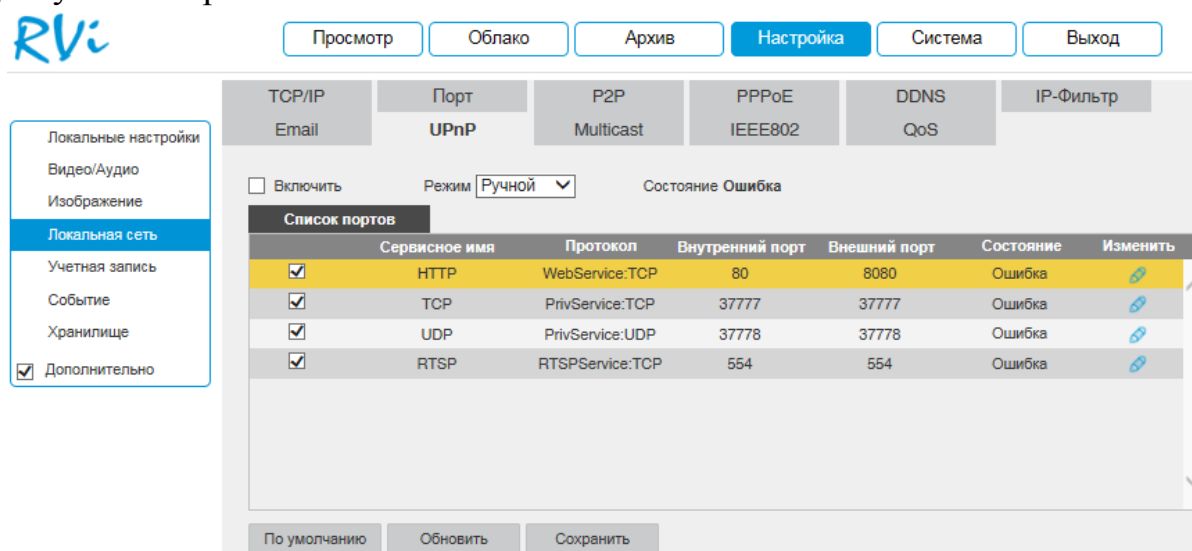 RVi
Просмотр Облако Архив Настройка Система Выход
TCP/IP Порт P2P PPPoE DDNS IP-Фильтр
Email UPnP Multicast IEEE802 QoS
Локальные настройки
Видео/Аудио
Изображение
Локальная сеть
Учетная запись
Событие
Хранилище
Дополнительно
Включить Режим Ручной Состояние Ошибка
Список портов
Сервисное имя Протокол Внутренний порт Внешний порт Состояние Изменить
HTTP WebService:TCP 80 8080 Ошибка
TCP PrivService:TCP 37777 37777 Ошибка
UDP PrivService:UDP 37778 37778 Ошибка
RTSP RTSPService:TCP 554 554 Ошибка
По умолчанию Обновить Сохранить